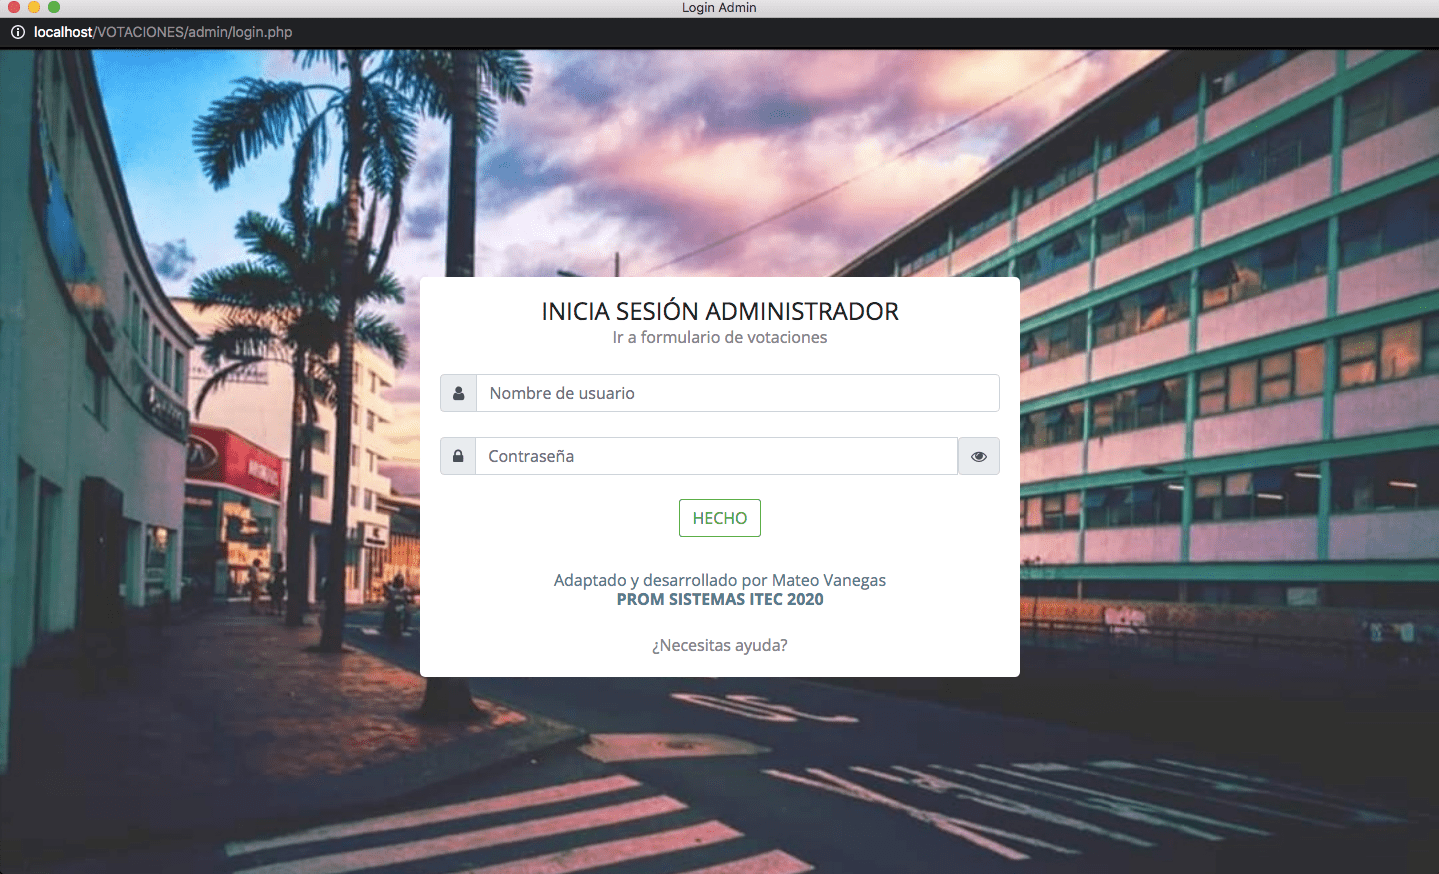 Login Admin
localhost/VOTACIONES/admin/login.php
INICIA SESIÓN ADMINISTRADOR
Ir a formulario de votaciones
Nombre de usuario
Contraseña
HECHO
Adaptado y desarrollado por Mateo Vanegas
PROM SISTEMAS ITEC 2020
¿Necesitas ayuda?